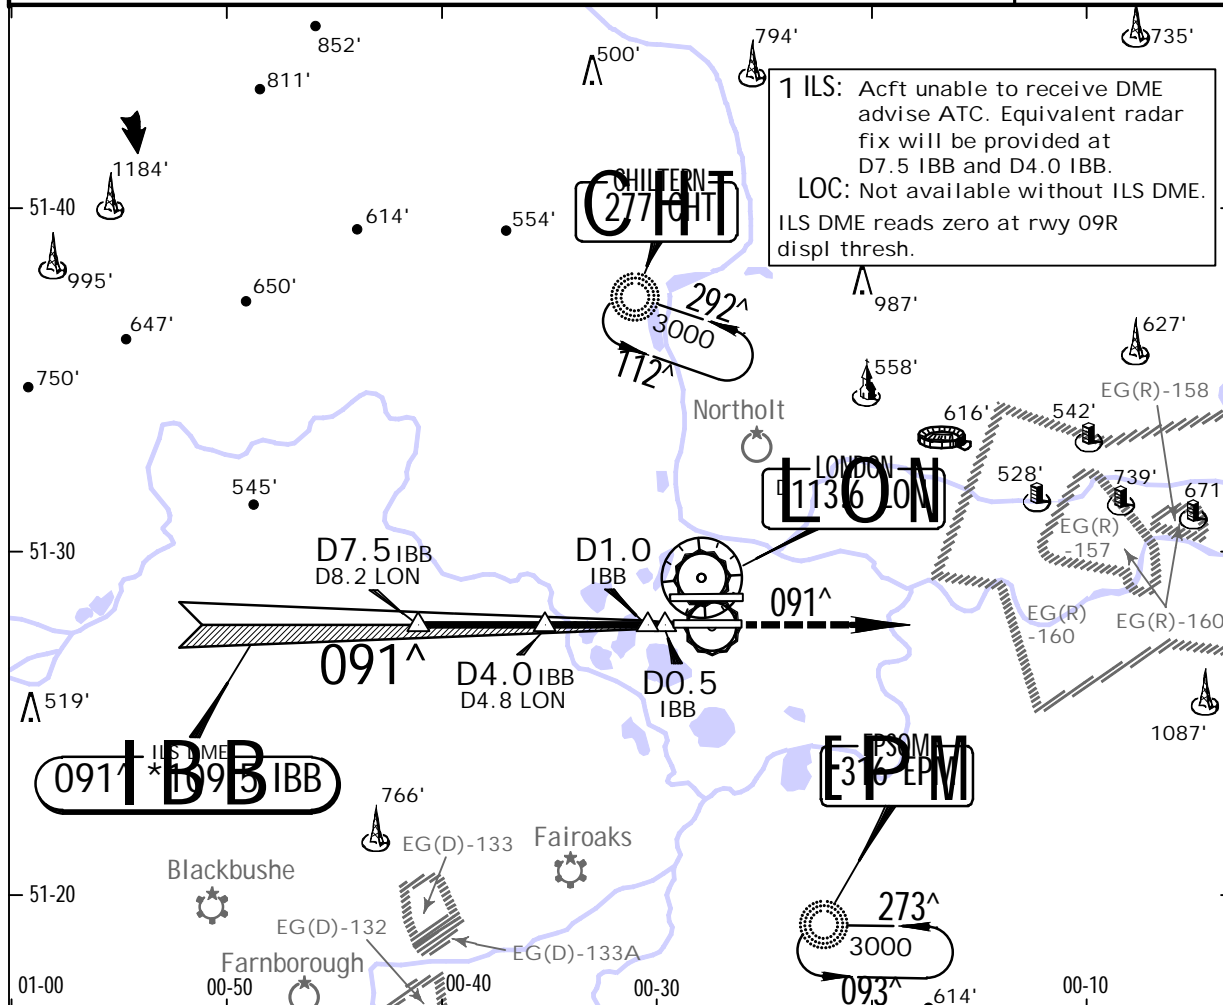 852'
500'
794'
735'
811'
1 ILS: Acft unable to receive DME
advise ATC. Equivalent radar
fix will be provided at
D7.5 IBB and D4.0 IBB.
LOC: Not available without ILS DME.
ILS DME reads zero at rwy 09R
displ thresh.
1184'
CHILTERN
277 CHT
CHT
51-40
614'
554'
995'
650'
987'
292^
3000
112^
647'
627'
750'
558'
EG(R)-158
Northolt
616'
542'
LONDON
D 113.6 LON
LON
528'
739'
671'
545'
EG(R)
-157
51-30
D7.5 IBB
D8.2 LON
D1.0
IBB
091^
EG(R)
-160
EG(R)-160
091^
D4.0 IBB
D4.8 LON
D0.5
IBB
519'
1087'
ILS DME
091^ *109.5 IBB
IBB
EPSOM
316 EPM
EPM
766'
EG(D)-133
Fairoaks
Blackbushe
51-20
EG(D)-132
EG(D)-133A
273^
3000
093^
Farnborough
01-00
00-50
00-40
00-30
00-10
614'